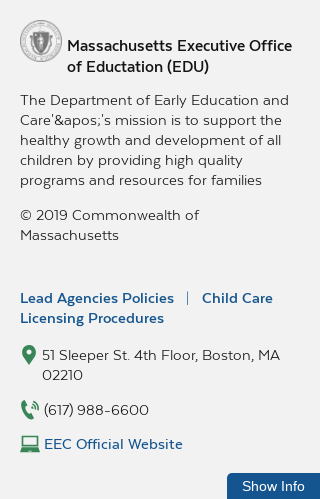 Massachusetts Executive Office
of Eductation (EDU)
The Department of Early Education and
Care'&apos;'s mission is to support the
healthy growth and development of all
children by providing high quality
programs and resources for families
© 2019 Commonwealth of
Massachusetts
Lead Agencies Policies | Child Care
Licensing Procedures
51 Sleeper St. 4th Floor, Boston, MA
02210
(617) 988-6600
EEC Official Website
Show Info